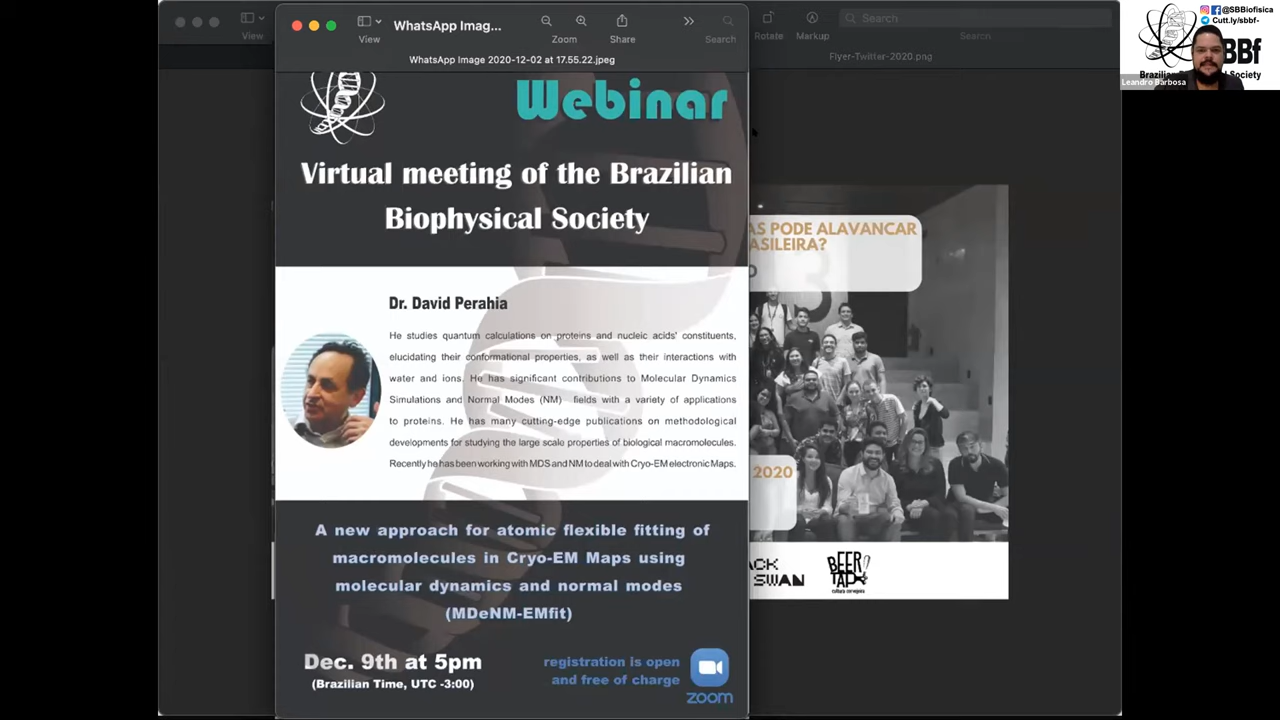 WhatsApp Imag...
View
Zoom
Share
Search
WhatsApp Image 2020-12-02 at 17.55.22.jpeg
Webinar
Virtual meeting of the Brazilian
Biophysical Society
Dr. David Perahia
He studies quantum calculations on proteins and nucleic acids' constituents,
elucidating their conformational properties, as well as their interactions with
water and ions. He has significant contributions to Molecular Dynamics
Simulations and Normal Modes (NM) fields with a variety of applications
to proteins. He has many cutting-edge publications on methodological
developments for studying the large scale properties of biological macromolecules.
Recently he has been working with MDS and NM to deal with Cryo-EM electronic Maps.
A new approach for atomic flexible fitting of
macromolecules in Cryo-EM Maps using
molecular dynamics and normal modes
(MDeNM-EMfit)
Dec. 9th at 5pm
(Brazilian Time, UTC -3:00)
registration is open
and free of charge
zoom
View
Rotate
Markup
Search
Search
Flyer-Twitter-2020.png
AS PODE ALAVANCAR
ASILEIRA?
2020
ACK
SWAN
BEER
TAP
cultura cervejeira
@SBBiofisica
Cutt.ly/sbbf-
BBf
Society
Leandro Barbosa